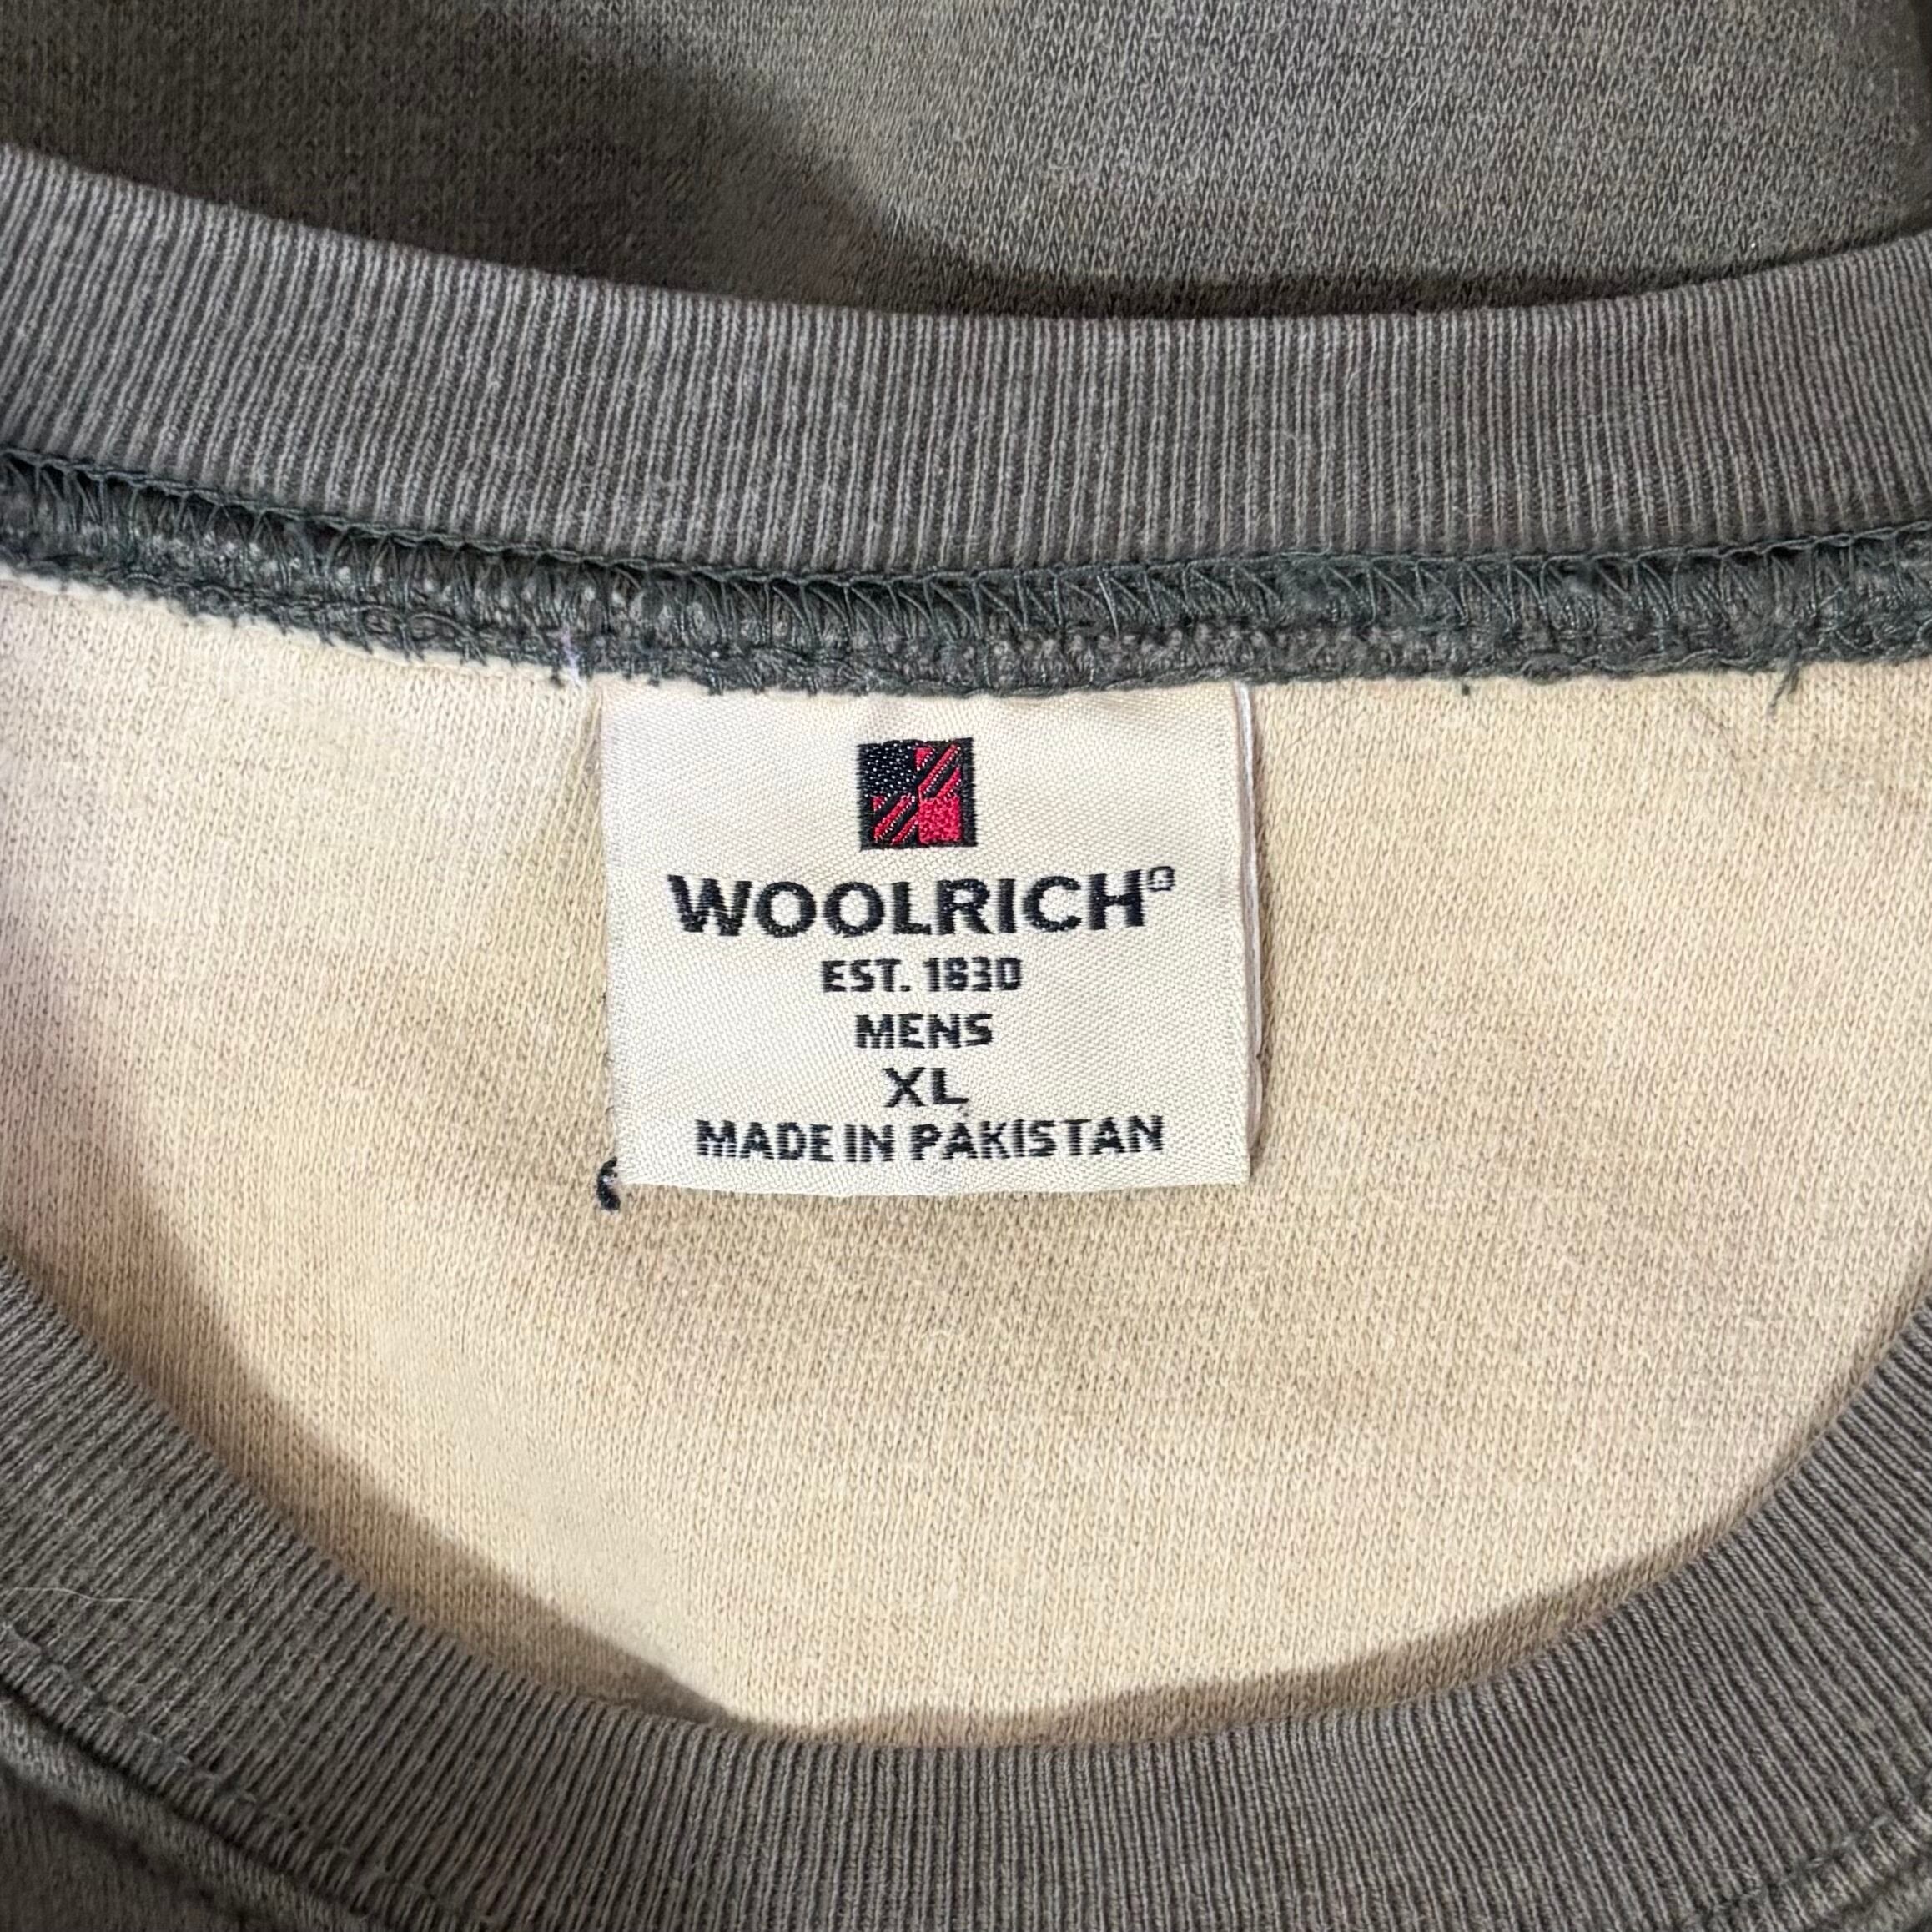 WOOLRICH®
EST. 1830
MENS
XL
MADE IN PAKISTAN